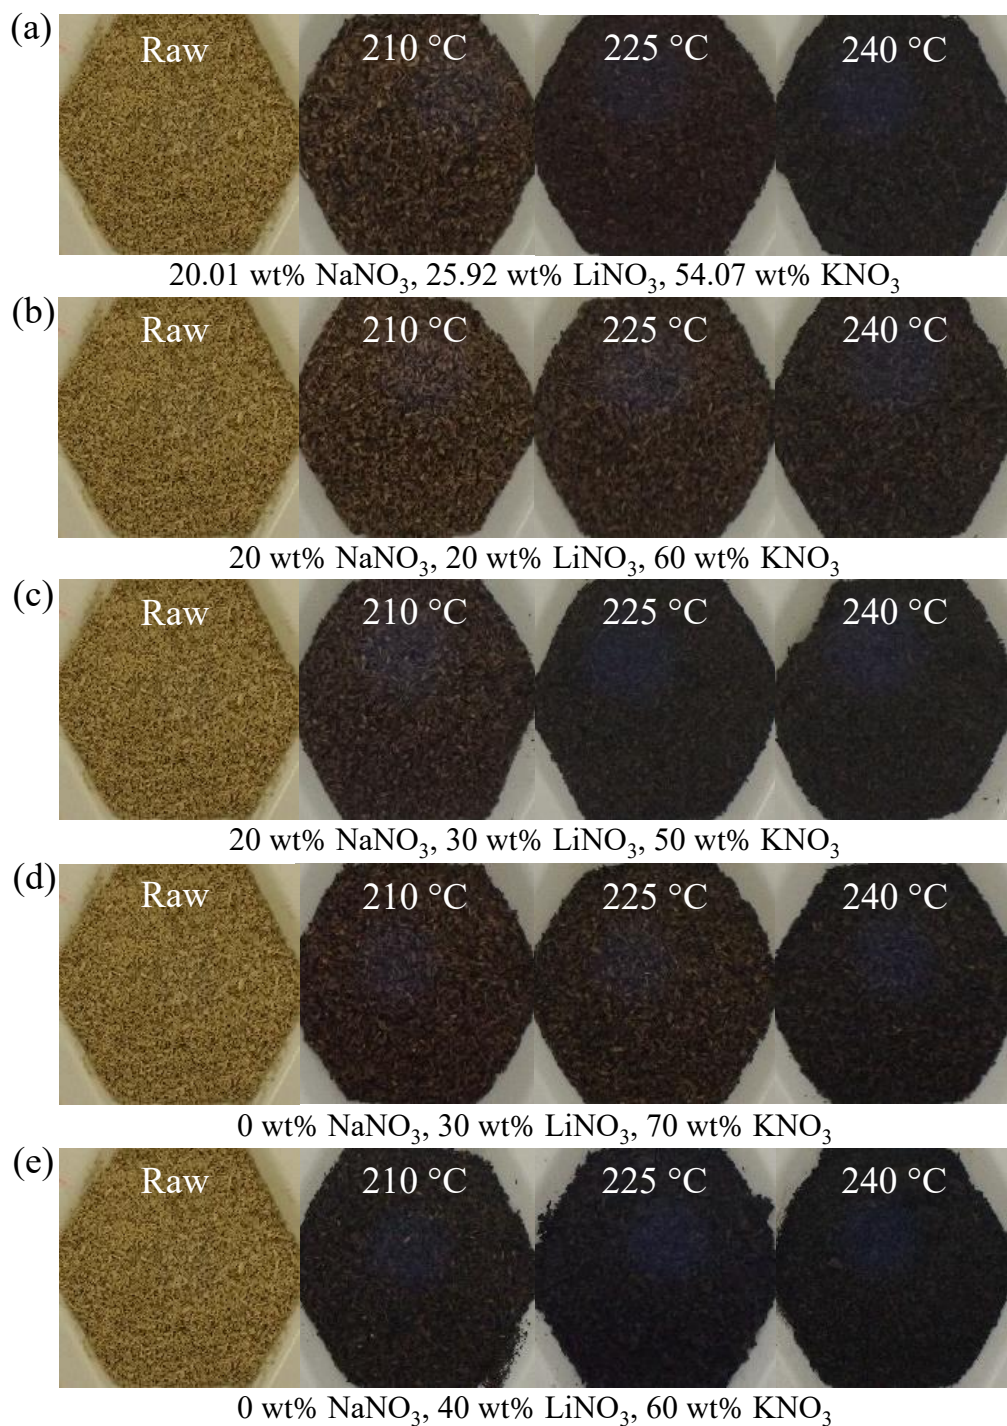 (a) Raw 210 °C 225 °C 240 °C
20.01 wt% NaNO₃, 25.92 wt% LiNO₃, 54.07 wt% KNO₃
(b) Raw 210 °C 225 °C 240 °C
20 wt% NaNO₃, 20 wt% LiNO₃, 60 wt% KNO₃
(c) Raw 210 °C 225 °C 240 °C
20 wt% NaNO₃, 30 wt% LiNO₃, 50 wt% KNO₃
(d) Raw 210 °C 225 °C 240 °C
0 wt% NaNO₃, 30 wt% LiNO₃, 70 wt% KNO₃
(e) Raw 210 °C 225 °C 240 °C
0 wt% NaNO₃, 40 wt% LiNO₃, 60 wt% KNO₃